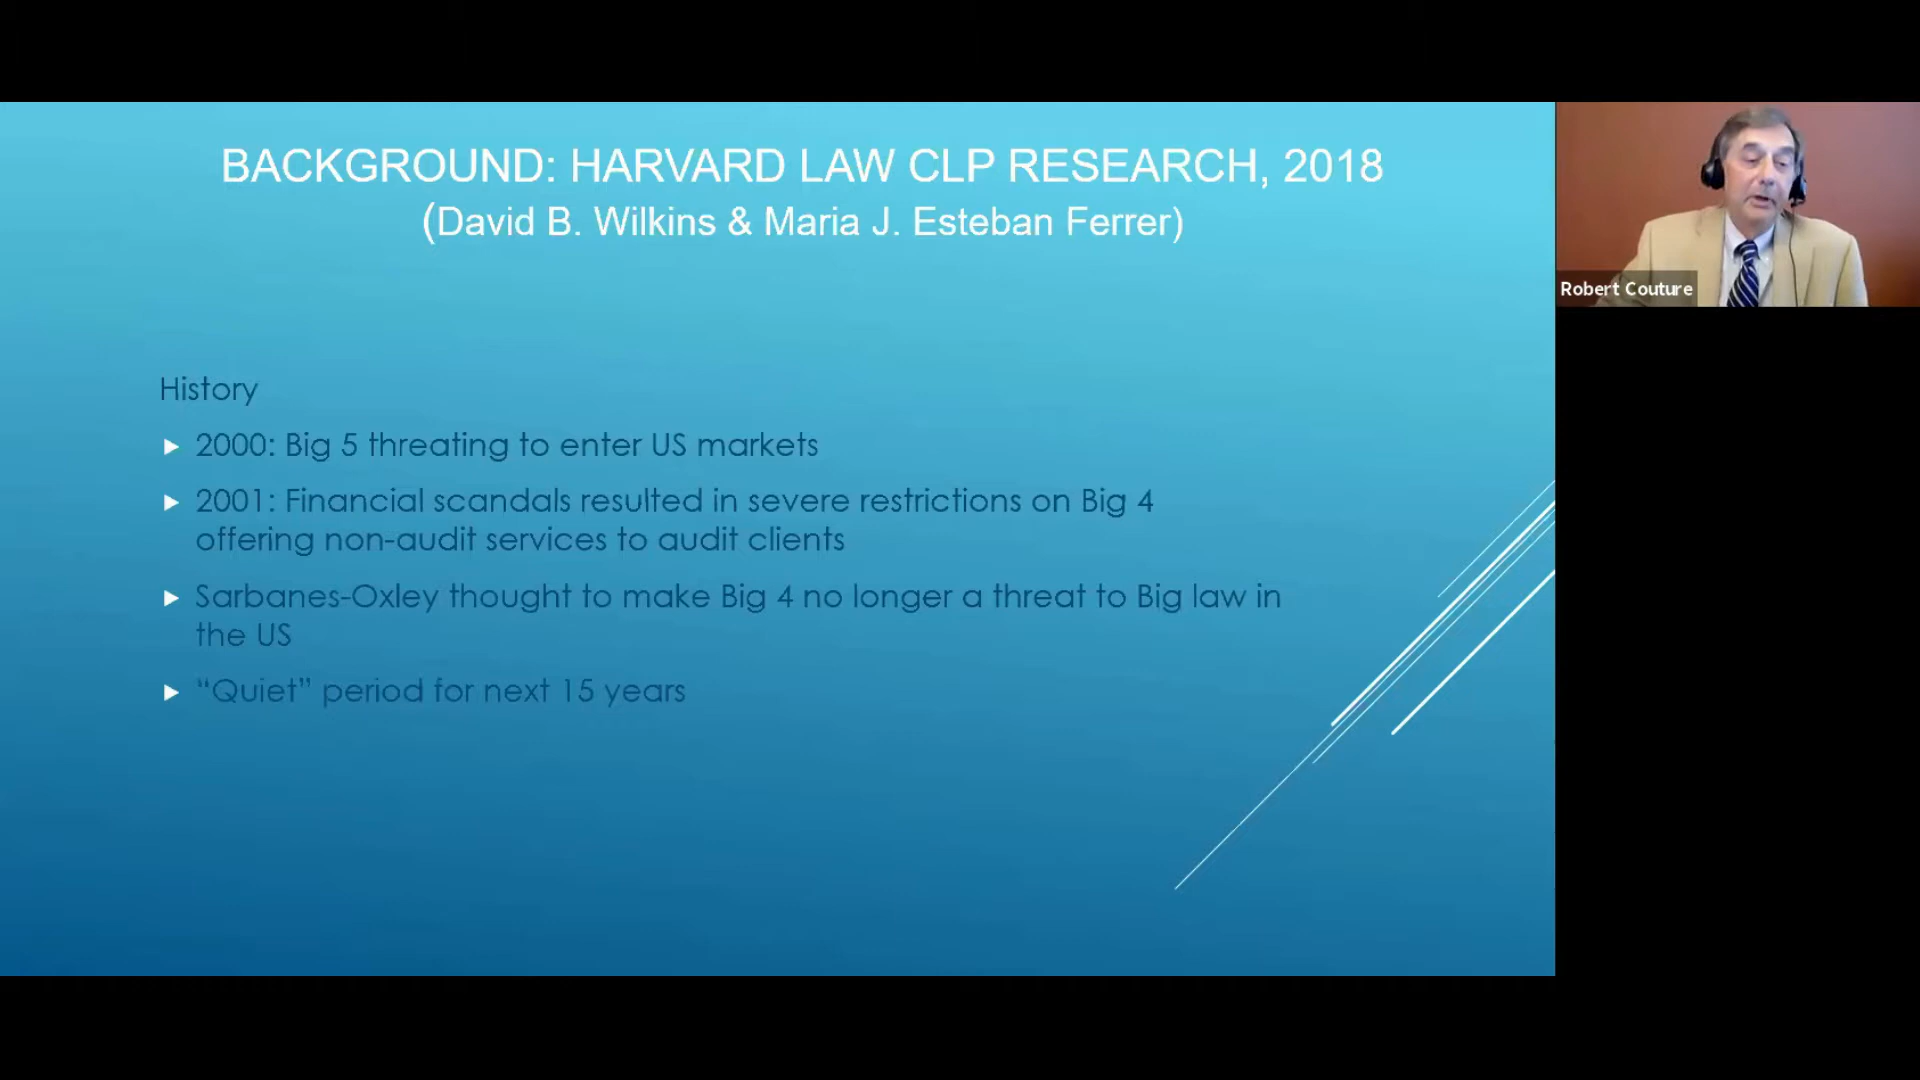 BACKGROUND: HARVARD LAW CLP RESEARCH, 2018
(David B. Wilkins & Maria J. Esteban Ferrer)
Robert Couture
History
2000: Big 5 threating to enter US markets
2001: Financial scandals resulted in severe restrictions on Big 4
offering non-audit services to audit clients
Sarbanes-Oxley thought to make Big 4 no longer a threat to Big law in
the US
“Quiet” period for next 15 years